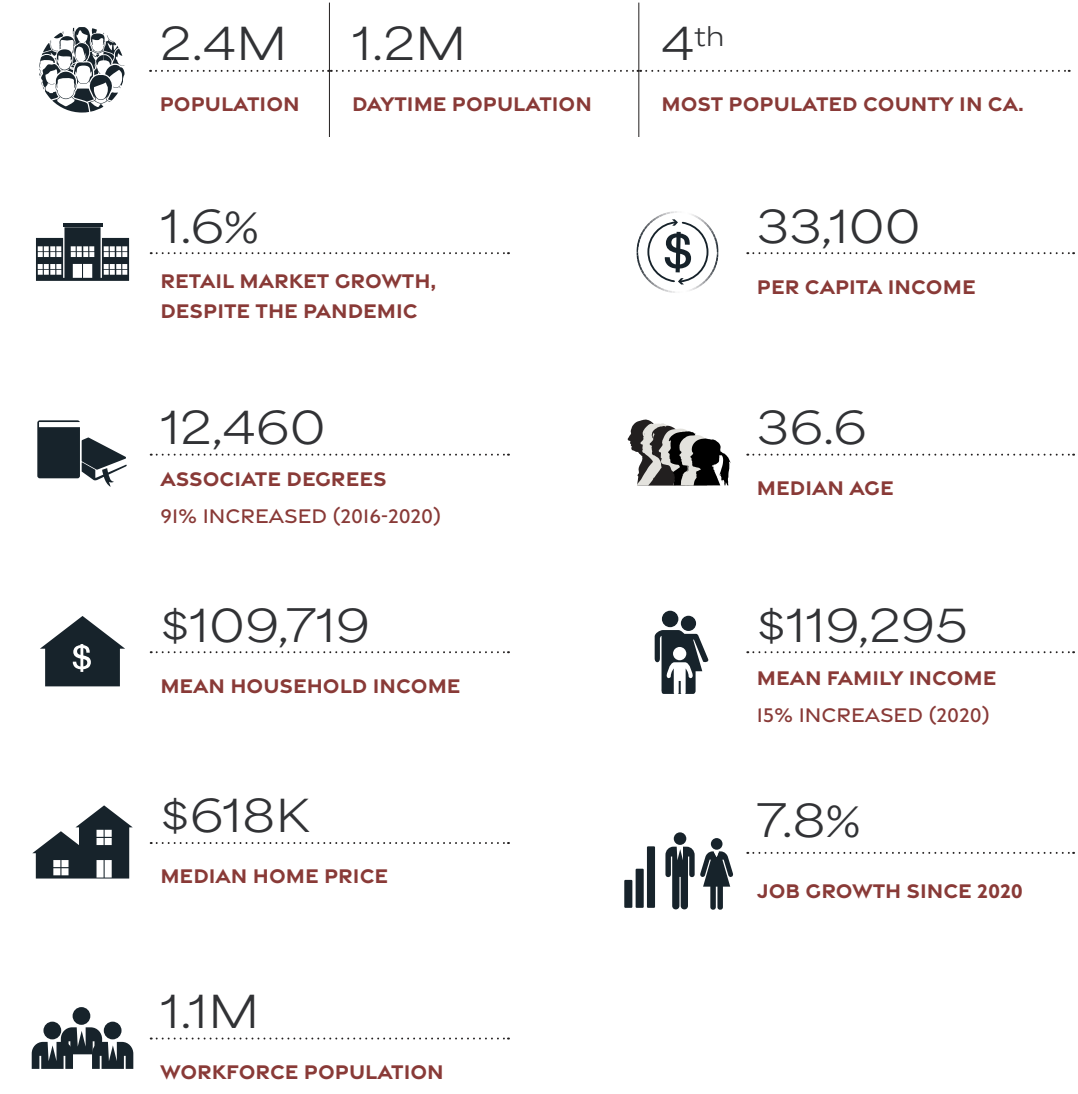 2.4M
POPULATION
1.2M
DAYTIME POPULATION
4th
MOST POPULATED COUNTY IN CA.
1.6%
RETAIL MARKET GROWTH,
DESPITE THE PANDEMIC
$
33,100
PER CAPITA INCOME
12,460
ASSOCIATE DEGREES
91% INCREASED (2016-2020)
36.6
MEDIAN AGE
$
$109,719
MEAN HOUSEHOLD INCOME
$119,295
MEAN FAMILY INCOME
15% INCREASED (2020)
$618K
MEDIAN HOME PRICE
7.8%
JOB GROWTH SINCE 2020
1.1M
WORKFORCE POPULATION